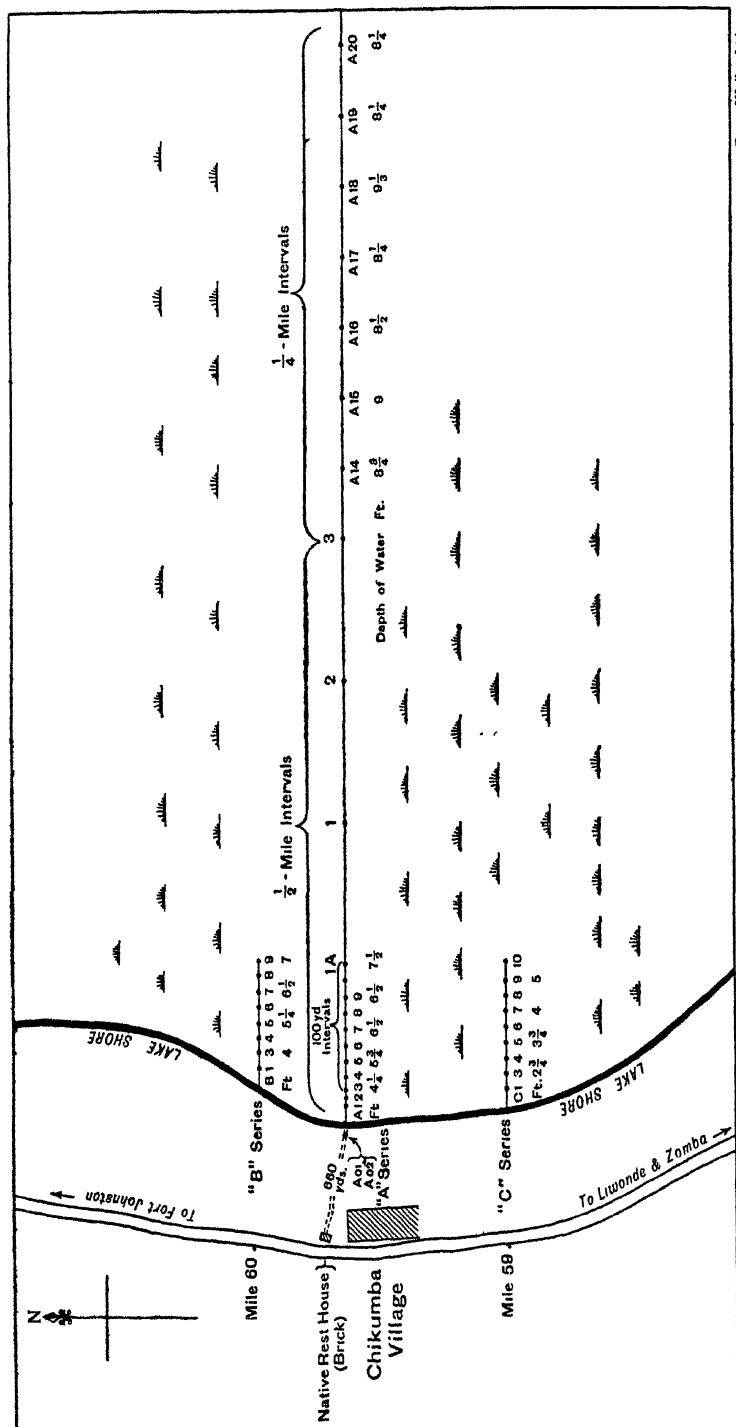 N
To Fort Johnston
LAKE
SHORE
Mile 60
"B" Series
B1 3 4 5 6 7 8 9
Ft 4 5¼ 6½ 7
½ - Mile Intervals
¼ - Mile Intervals
Native Rest House
(Brick)
660
yds.
100 yd
Intervals
1A 1 2 3
A01
A02
"A" Series
A1 2 3 4 5 6 7 8 9
Ft 4¼ 5¾ 6½ 6½ 7½
A14 A15 A16 A17 A18 A19 A20
Depth of Water Ft. 8¾ 9 8½ 8¼ 9⅓ 8¼ 8¼
Chikumba
Village
Mile 59
"C" Series
C1 3 4 5 6 7 8 9 10
Ft. 2¾ 3¾ 4 5
LAKE
SHORE
To Liwonde & Zomba